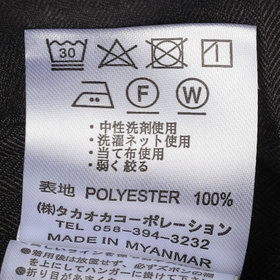 30
F W
・中性洗剤使用
・洗濯ネット使用
・当て布使用
・弱く絞る
表地 POLYESTER 100%
(株)タカオカコーポレーション
TEL 058-394-3232
MADE IN MYANMAR